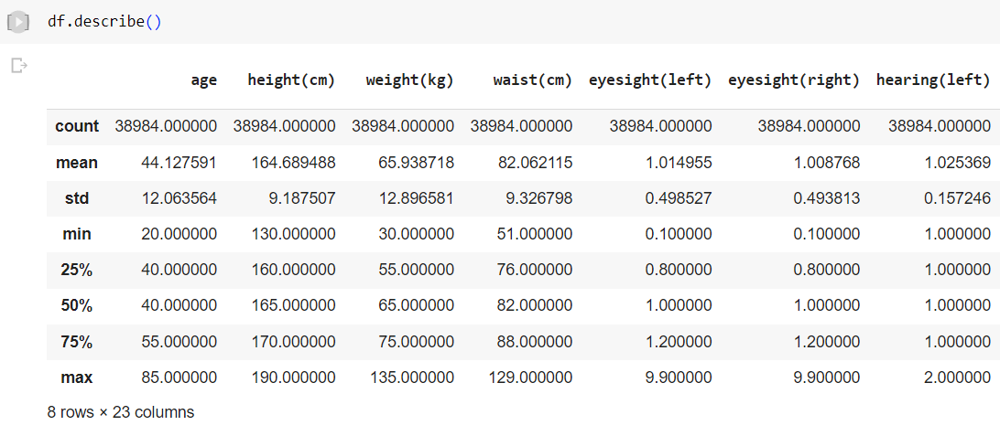 df.describe()
age height(cm) weight(kg) waist(cm) eyesight(left) eyesight(right) hearing(left)
count 38984.000000 38984.000000 38984.000000 38984.000000 38984.000000 38984.000000 38984.000000
mean 44.127591 164.689488 65.938718 82.062115 1.014955 1.008768 1.025369
std 12.063564 9.187507 12.896581 9.326798 0.498527 0.493813 0.157246
min 20.000000 130.000000 30.000000 51.000000 0.100000 0.100000 1.000000
25% 40.000000 160.000000 55.000000 76.000000 0.800000 0.800000 1.000000
50% 40.000000 165.000000 65.000000 82.000000 1.000000 1.000000 1.000000
75% 55.000000 170.000000 75.000000 88.000000 1.200000 1.200000 1.000000
max 85.000000 190.000000 135.000000 129.000000 9.900000 9.900000 2.000000
8 rows × 23 columns